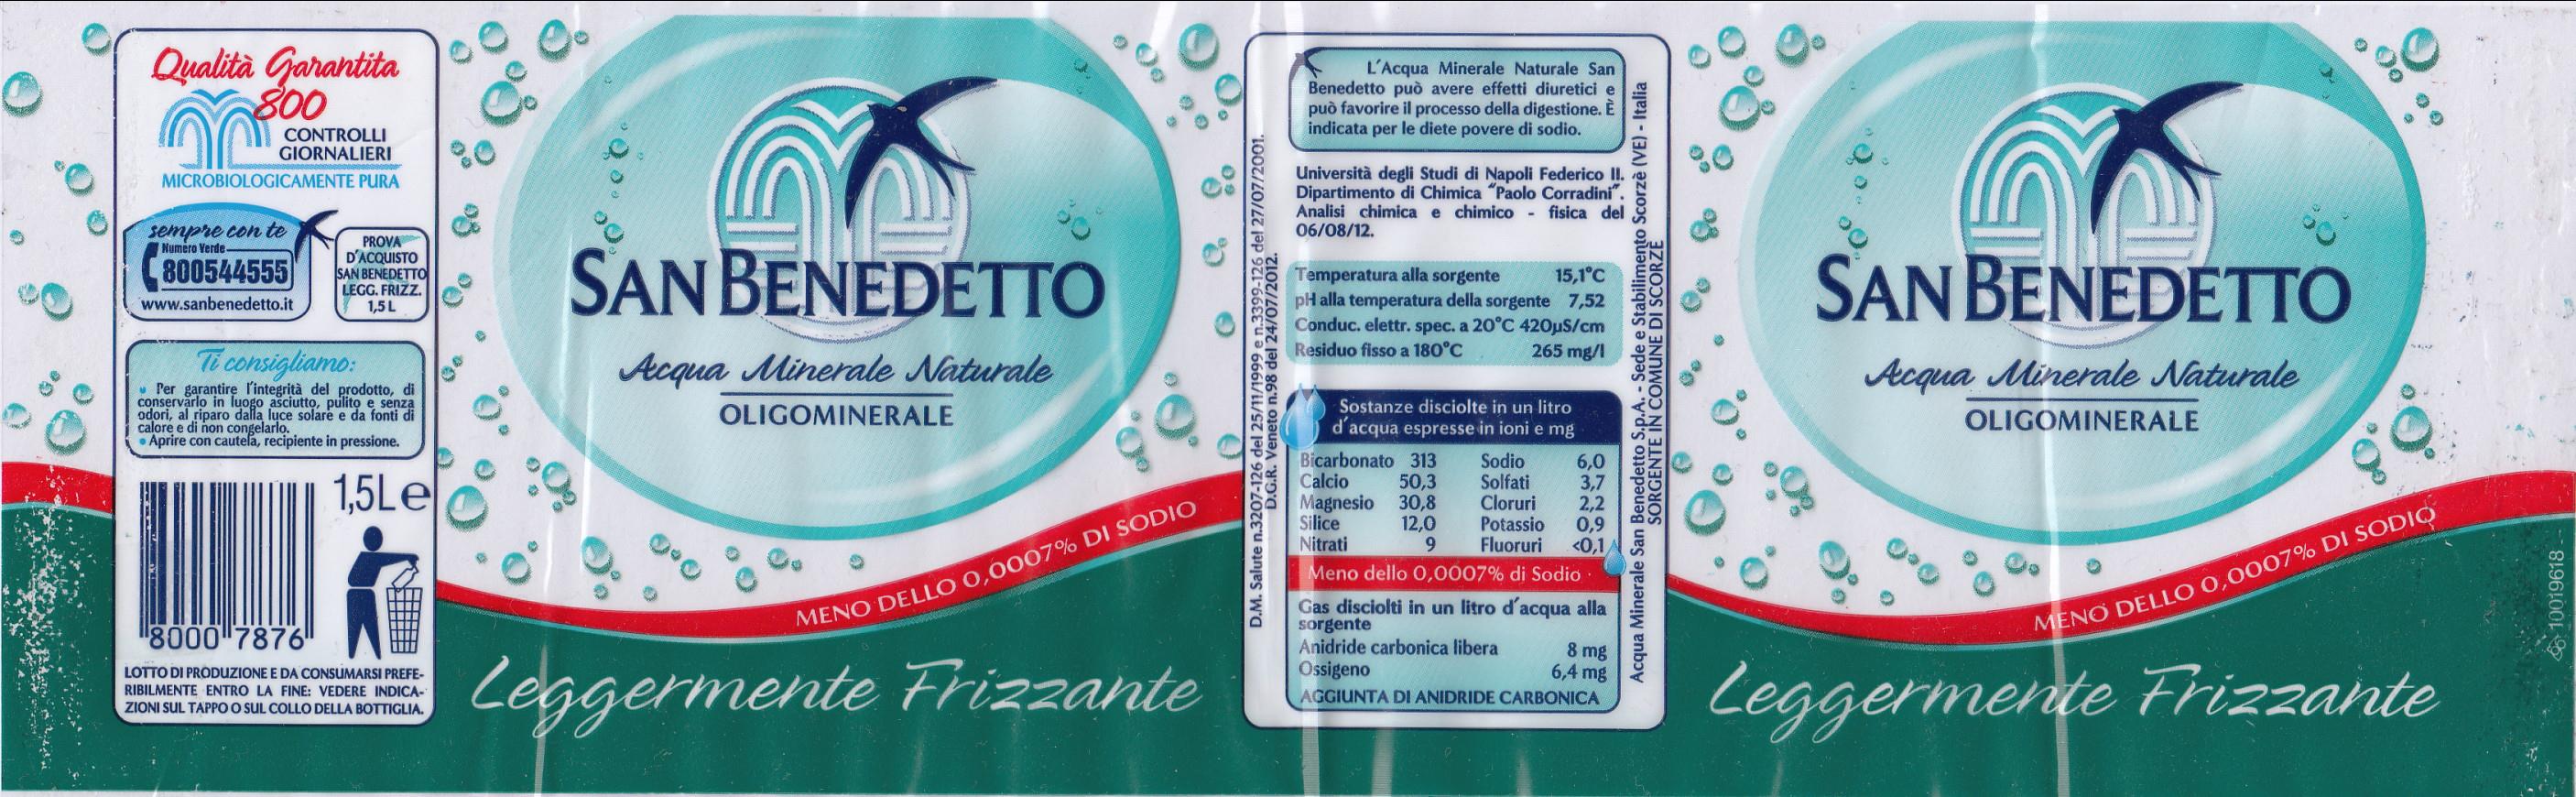 Qualità Garantita
800
CONTROLLI
GIORNALIERI
MICROBIOLOGICAMENTE PURA
sempre con te
Numero Verde
800544555
www.sanbenedetto.it
PROVA
D'ACQUISTO
SAN BENEDETTO
LEGG. FRIZZ.
1,5 L
Ti consigliamo:
• Per garantire l'integrità del prodotto, di
conservarlo in luogo asciutto, pulito e senza
odori, al riparo dalla luce solare e da fonti di
calore e di non congelarlo.
• Aprire con cautela, recipiente in pressione.
1,5L e
8000 7876
LOTTO DI PRODUZIONE E DA CONSUMARSI PREFE-
RIBILMENTE ENTRO LA FINE: VEDERE INDICA-
ZIONI SUL TAPPO O SUL COLLO DELLA BOTTIGLIA.
SAN BENEDETTO
Acqua Minerale Naturale
OLIGOMINERALE
MENO DELLO 0,0007% DI SODIO
Leggermente Frizzante
D.M. Salute n.3207-126 del 25/11/1999 e n.3399-126 del 27/07/2001.
D.G.R. Veneto n.98 del 24/07/2012.
L'Acqua Minerale Naturale San
Benedetto può avere effetti diuretici e
può favorire il processo della digestione. È
indicata per le diete povere di sodio.
Università degli Studi di Napoli Federico II.
Dipartimento di Chimica "Paolo Corradini".
Analisi chimica e chimico - fisica del
06/08/12.
Temperatura alla sorgente 15,1°C
pH alla temperatura della sorgente 7,52
Conduc. elettr. spec. a 20°C 420µS/cm
Residuo fisso a 180°C 265 mg/l
Sostanze disciolte in un litro
d'acqua espresse in ioni e mg
Bicarbonato 313 Sodio 6,0
Calcio 50,3 Solfati 3,7
Magnesio 30,8 Cloruri 2,2
Silice 12,0 Potassio 0,9
Nitrati 9 Fluoruri <0,1
Meno dello 0,0007% di Sodio
Gas disciolti in un litro d'acqua alla
sorgente
Anidride carbonica libera 8 mg
Ossigeno 6,4 mg
AGGIUNTA DI ANIDRIDE CARBONICA
Acqua Minerale San Benedetto S.p.A. - Sede e Stabilimento Scorzè (VE) - Italia
SORGENTE IN COMUNE DI SCORZÈ
SAN BENEDETTO
Acqua Minerale Naturale
OLIGOMINERALE
MENO DELLO 0,0007% DI SODIO
Leggermente Frizzante
10019618